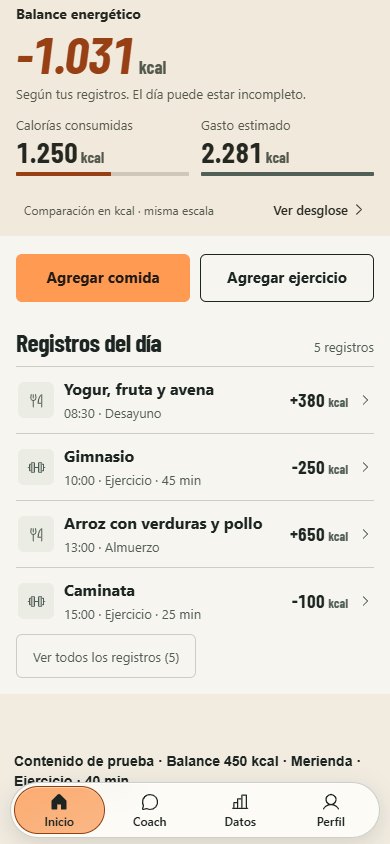 Balance energético
-1.031 kcal
Según tus registros. El día puede estar incompleto.
Calorías consumidas
1.250 kcal
Gasto estimado
2.281 kcal
Comparación en kcal · misma escala
Ver desglose
Agregar comida
Agregar ejercicio
Registros del día
5 registros
Yogur, fruta y avena
08:30 · Desayuno
+380 kcal
Gimnasio
10:00 · Ejercicio · 45 min
-250 kcal
Arroz con verduras y pollo
13:00 · Almuerzo
+650 kcal
Caminata
15:00 · Ejercicio · 25 min
-100 kcal
Ver todos los registros (5)
Contenido de prueba · Balance 450 kcal · Merienda ·
Ejercicio · 40 min
Inicio
Coach
Datos
Perfil